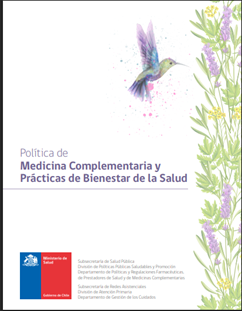 Política de
Medicina Complementaria y
Prácticas de Bienestar de la Salud
Ministerio de
Salud
Gobierno de Chile
Subsecretaría de Salud Pública
División de Políticas Públicas Saludables y Promoción
Departamento de Políticas y Regulaciones Farmacéuticas,
de Prestadores de Salud y de Medicinas Complementarias
Subsecretaría de Redes Asistenciales
División de Atención Primaria
Departamento de Gestión de los Cuidados